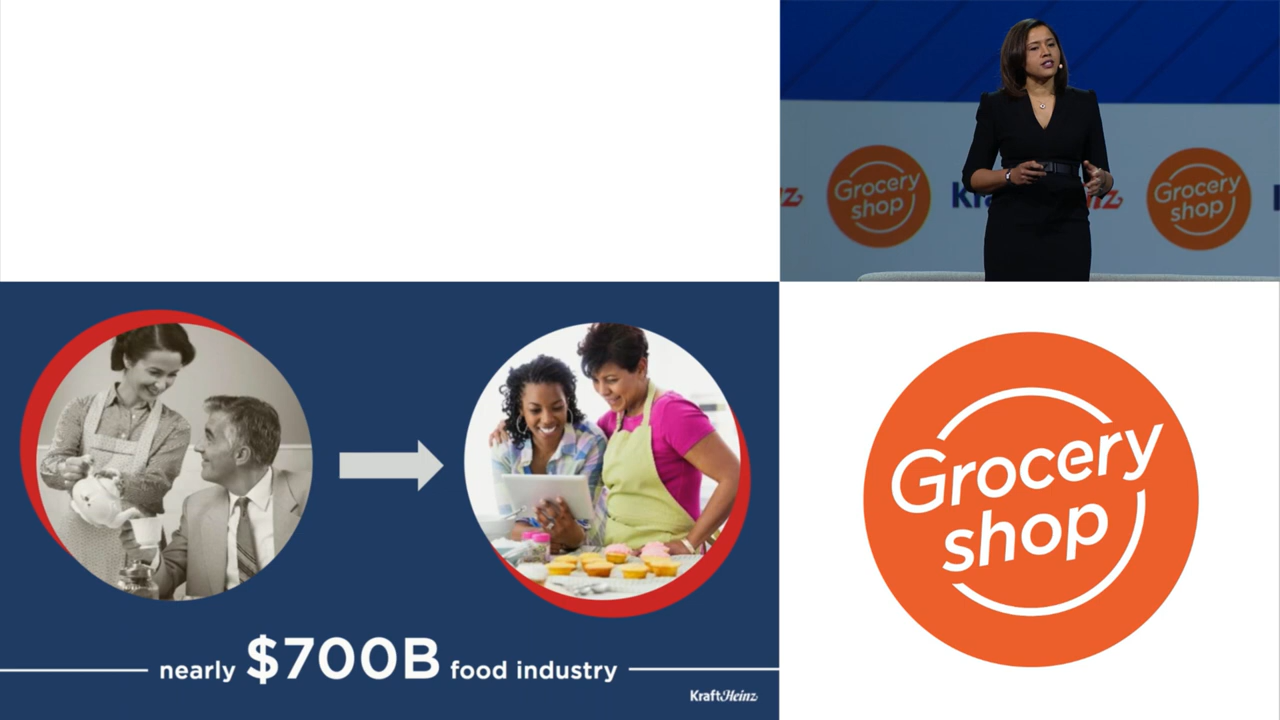 Grocery
shop
Grocery
shop
nearly $700B food industry
KraftHeinz
Grocery
shop